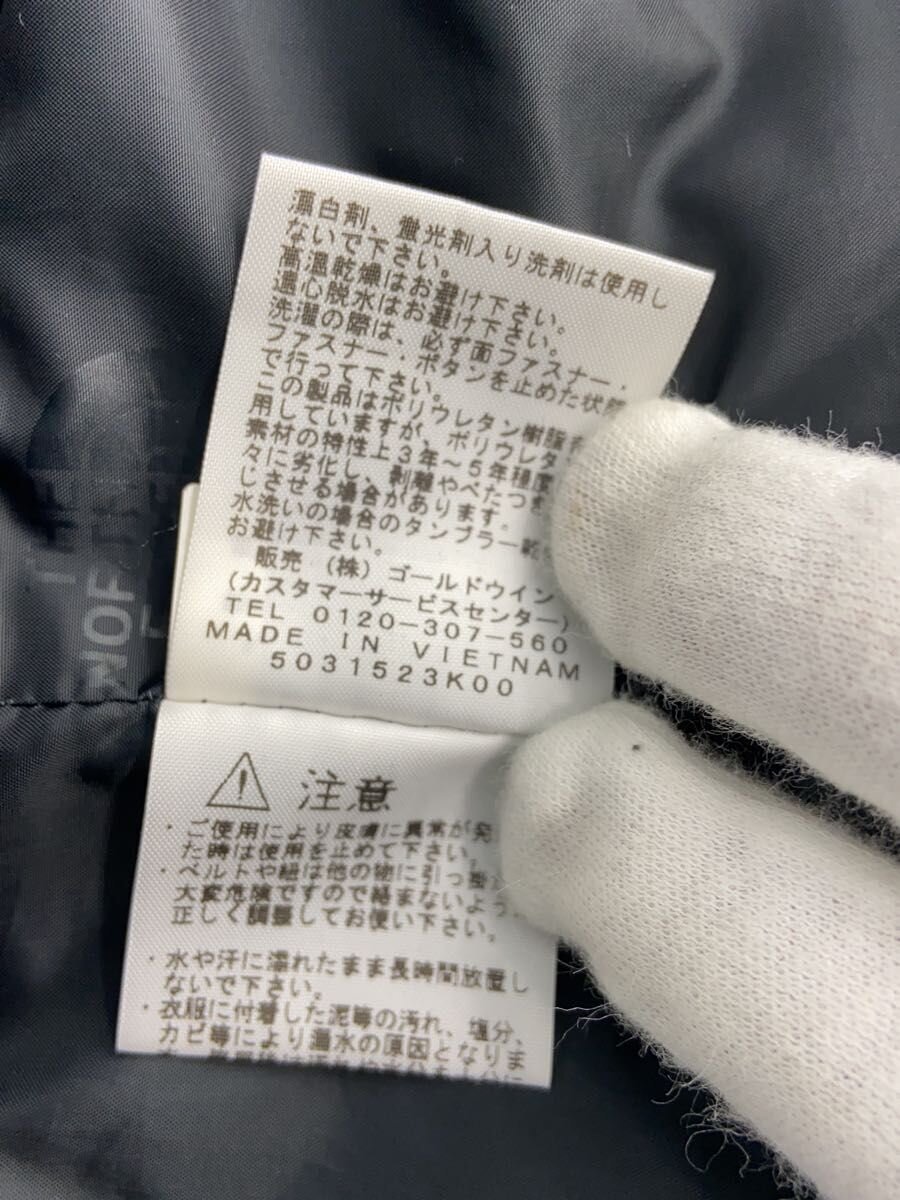 漂白剤、蛍光剤入り洗剤は使用し
ないで下さい。
高温乾燥はお避け下さい。
遠心脱水はお避け下さい。
洗濯の際は、必ず面ファスナー・
ファスナー・ボタンを止めた状態
で行って下さい。
この製品はポリウレタン樹脂
用していますが、ポリウレタ
素材の特性上3年～5年程度
々に劣化し、剥離やべたつき
じさせる場合があります。
水洗いの場合のタンブラー乾
お避け下さい。
販売 (株) ゴールドウイン
(カスタマーサービスセンター)
TEL 0120-307-560
MADE IN VIETNAM
5031523K00
注意
・ご使用により皮膚に異常が発
た時は使用を止めて下さい。
・ベルトや紐は他の物に引っ掛
大変危険ですので絡まないよう
正しく調整してお使い下さい。
・水や汗に濡れたまま長時間放置し
ないで下さい。
・衣服に付着した泥等の汚れ、塩分、
カビ等により漏水の原因となりま